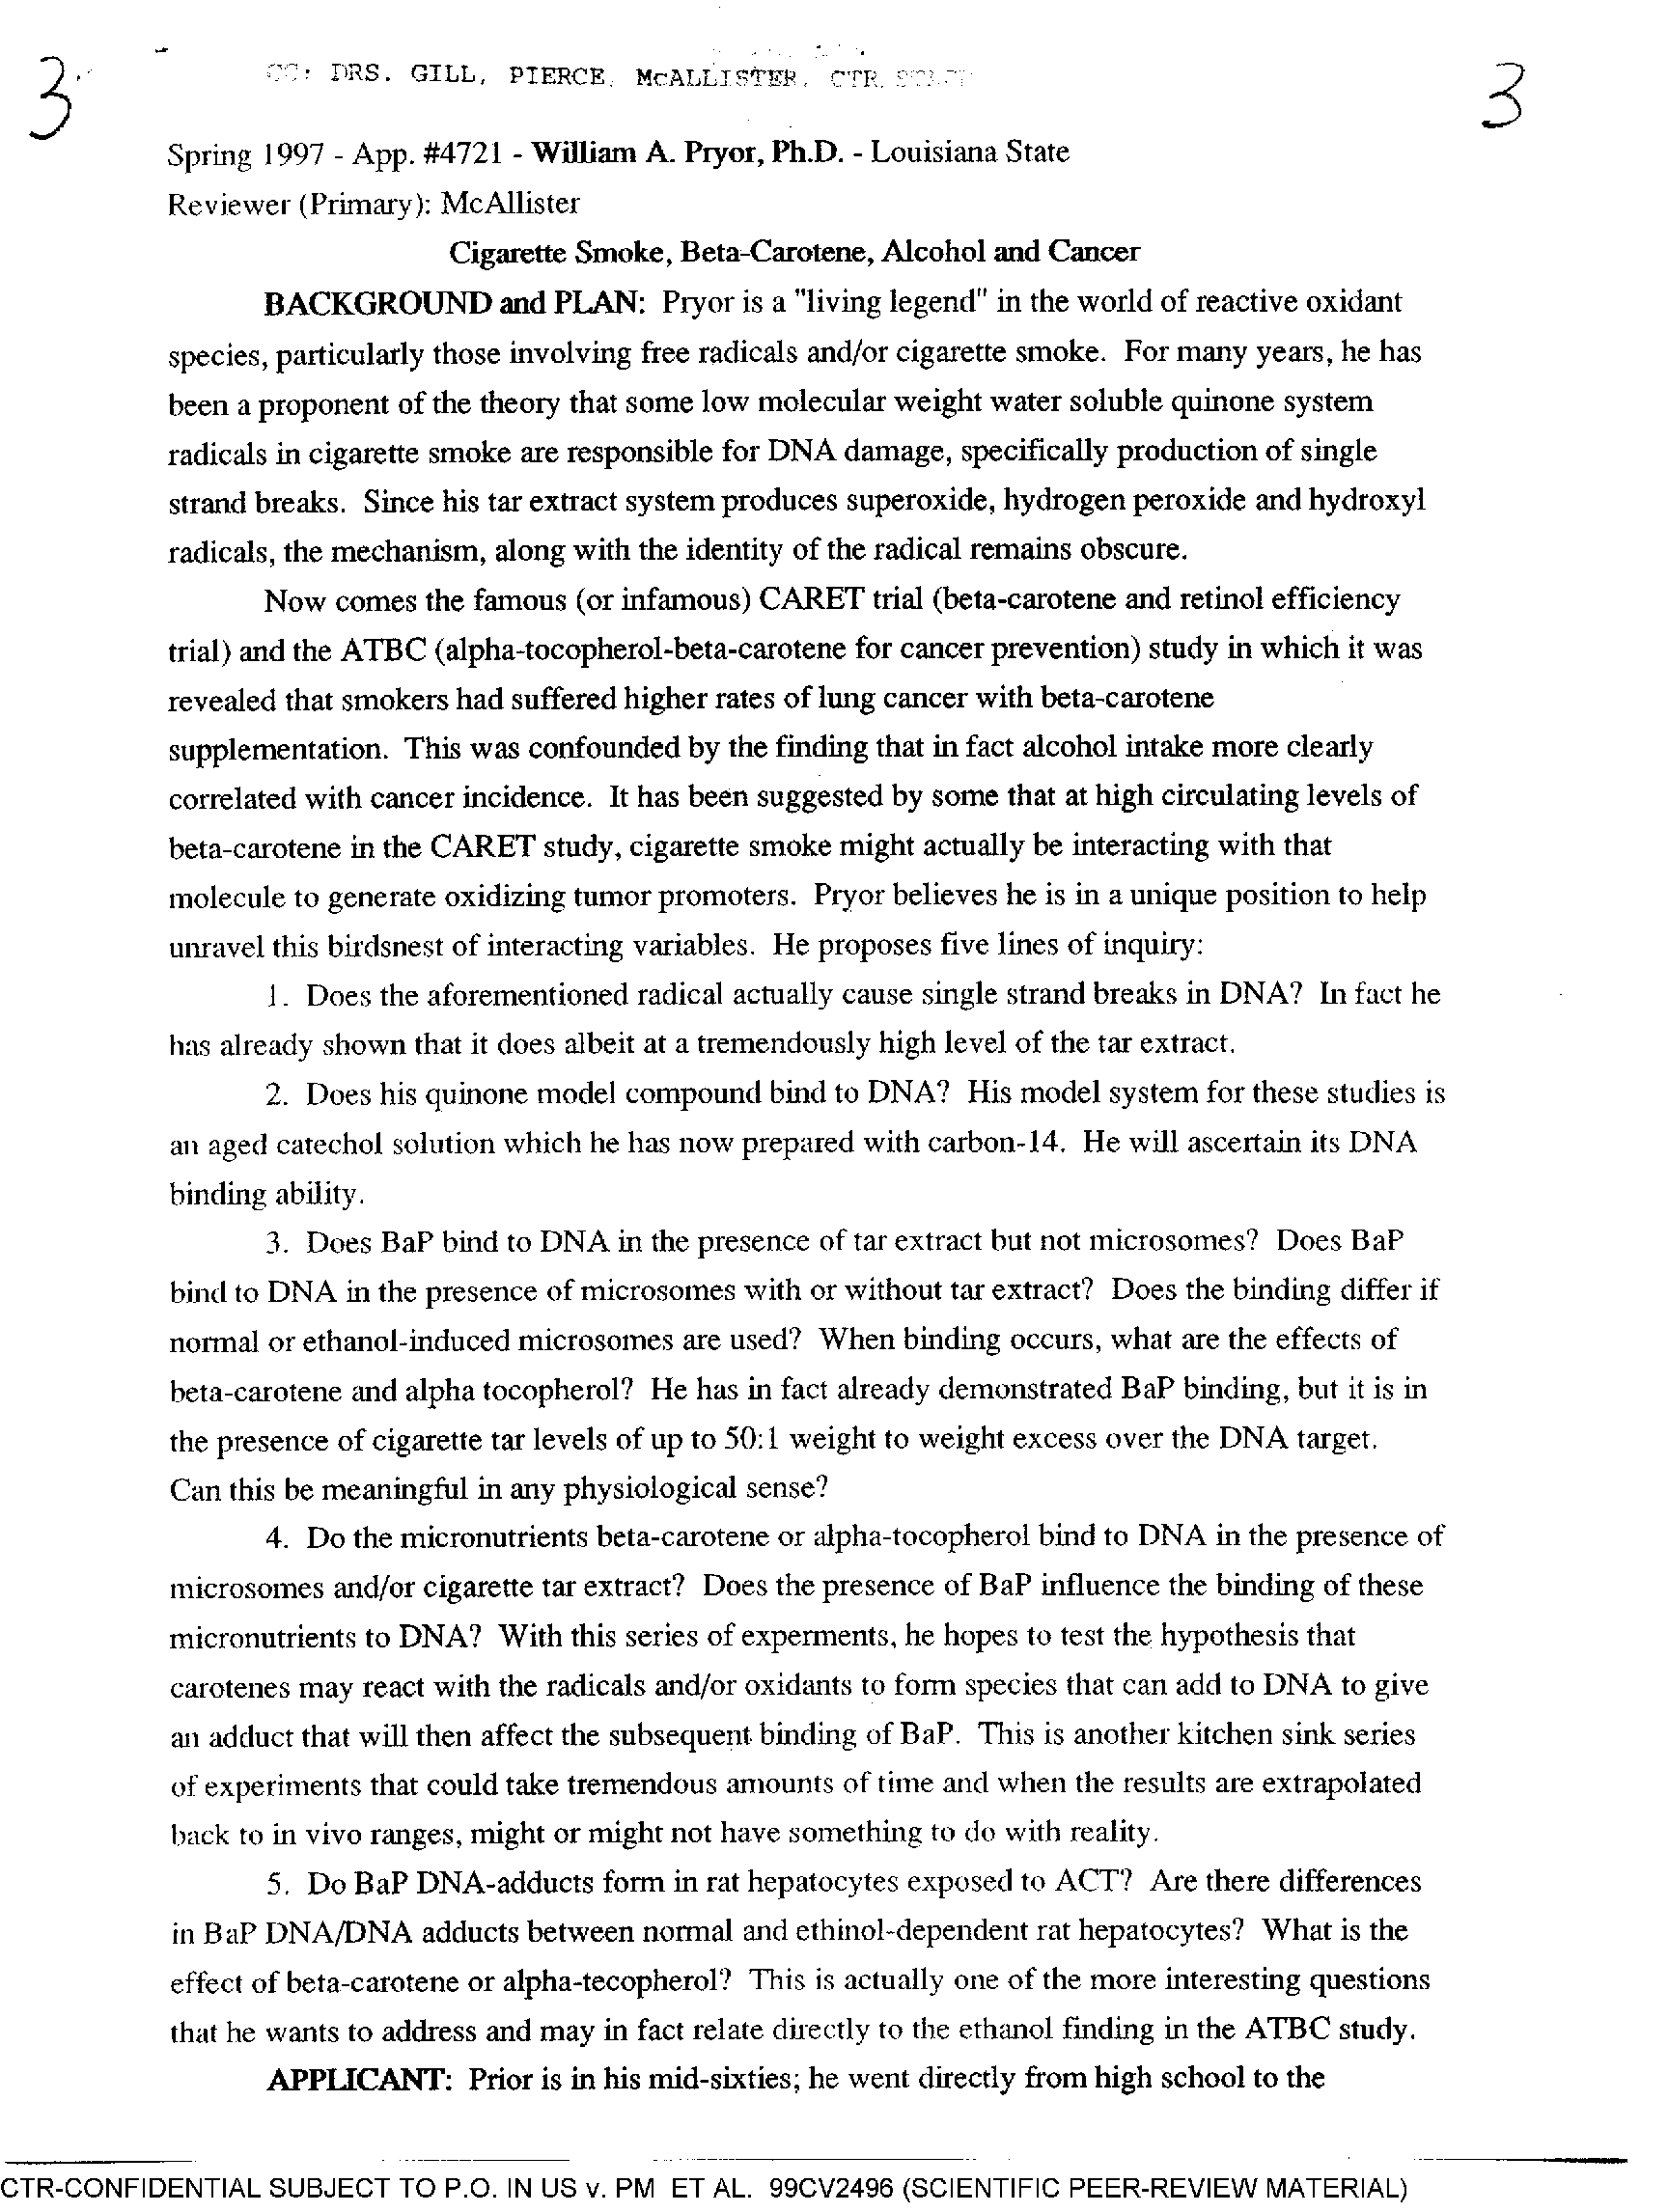 3
CC: DRS. GILL, PIERCE, McALLISTER, CTR
3
Spring 1997 - App. #4721 - William A. Pryor, Ph.D. - Louisiana State
Reviewer (Primary): McAllister
Cigarette Smoke, Beta-Carotene, Alcohol and Cancer
BACKGROUND and PLAN: Pryor is a "living legend" in the world of reactive oxidant
species, particularly those involving free radicals and/or cigarette smoke. For many years, he has
been a proponent of the theory that some low molecular weight water soluble quinone system
radicals in cigarette smoke are responsible for DNA damage, specifically production of single
strand breaks. Since his tar extract system produces superoxide, hydrogen peroxide and hydroxyl
radicals, the mechanism, along with the identity of the radical remains obscure.
Now comes the famous (or infamous) CARET trial (beta-carotene and retinol efficiency
trial) and the ATBC (alpha-tocopherol-beta-carotene for cancer prevention) study in which it was
revealed that smokers had suffered higher rates of lung cancer with beta-carotene
supplementation. This was confounded by the finding that in fact alcohol intake more clearly
correlated with cancer incidence. It has been suggested by some that at high circulating levels of
beta-carotene in the CARET study, cigarette smoke might actually be interacting with that
molecule to generate oxidizing tumor promoters. Pryor believes he is in a unique position to help
unravel this birdsnest of interacting variables. He proposes five lines of inquiry:
1. Does the aforementioned radical actually cause single strand breaks in DNA? In fact he
has already shown that it does albeit at a tremendously high level of the tar extract.
2. Does his quinone model compound bind to DNA? His model system for these studies is
an aged catechol solution which he has now prepared with carbon-14. He will ascertain its DNA
binding ability.
3. Does BaP bind to DNA in the presence of tar extract but not microsomes? Does BaP
bind to DNA in the presence of microsomes with or without tar extract? Does the binding differ if
normal or ethanol-induced microsomes are used? When binding occurs, what are the effects of
beta-carotene and alpha tocopherol? He has in fact already demonstrated BaP binding, but it is in
the presence of cigarette tar levels of up to 50:1 weight to weight excess over the DNA target.
Can this be meaningful in any physiological sense?
4. Do the micronutrients beta-carotene or alpha-tocopherol bind to DNA in the presence of
microsomes and/or cigarette tar extract? Does the presence of BaP influence the binding of these
micronutrients to DNA? With this series of experments, he hopes to test the hypothesis that
carotenes may react with the radicals and/or oxidants to form species that can add to DNA to give
an adduct that will then affect the subsequent binding of BaP. This is another kitchen sink series
of experiments that could take tremendous amounts of time and when the results are extrapolated
back to in vivo ranges, might or might not have something to do with reality.
5. Do BaP DNA-adducts form in rat hepatocytes exposed to ACT? Are there differences
in BaP DNA/DNA adducts between normal and ethinol-dependent rat hepatocytes? What is the
effect of beta-carotene or alpha-tecopherol? This is actually one of the more interesting questions
that he wants to address and may in fact relate directly to the ethanol finding in the ATBC study.
APPLICANT: Prior is in his mid-sixties; he went directly from high school to the
CTR-CONFIDENTIAL SUBJECT TO P.O. IN US v. PM ET AL. 99CV2496 (SCIENTIFIC PEER-REVIEW MATERIAL)